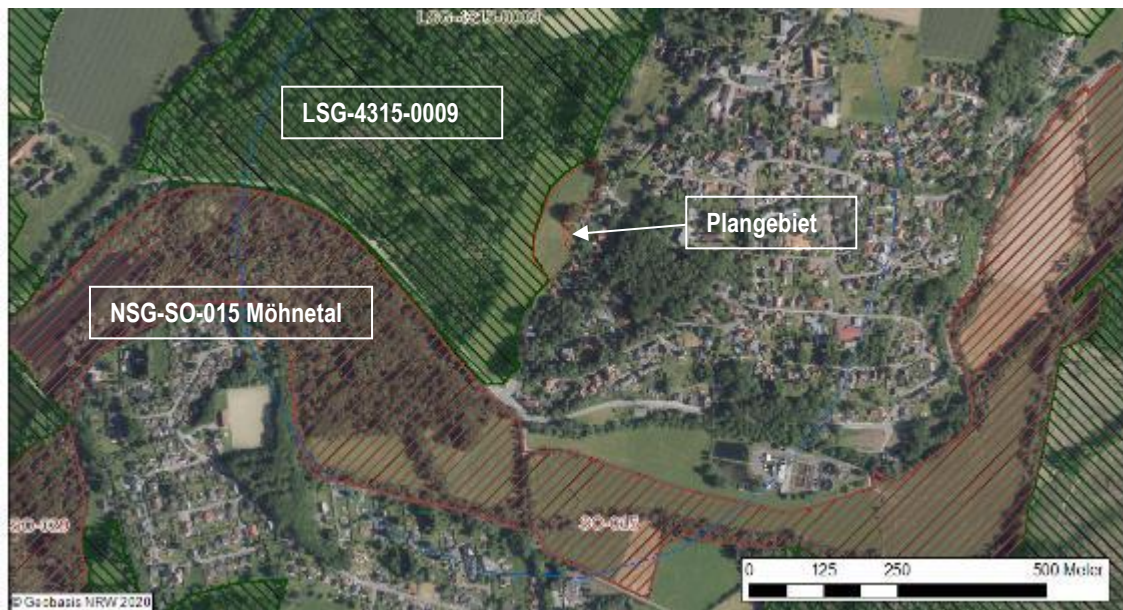 LSG-4315-0009
Plangebiet
NSG-SO-015 Möhnetal
SO-015
0 125 250 500 Meter
© Geobasis NRW 2020